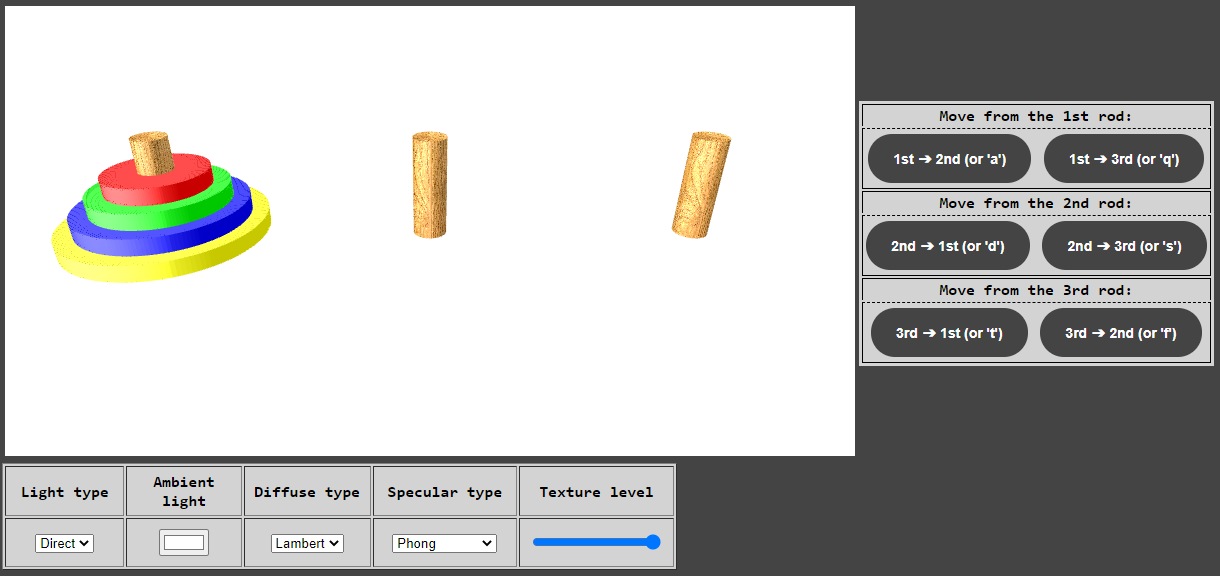 Move from the 1st rod:
1st ➔ 2nd (or 'a')
1st ➔ 3rd (or 'q')
Move from the 2nd rod:
2nd ➔ 1st (or 'd')
2nd ➔ 3rd (or 's')
Move from the 3rd rod:
3rd ➔ 1st (or 't')
3rd ➔ 2nd (or 'f')
Light type
Ambient
light
Diffuse type
Specular type
Texture level
Direct
Lambert
Phong